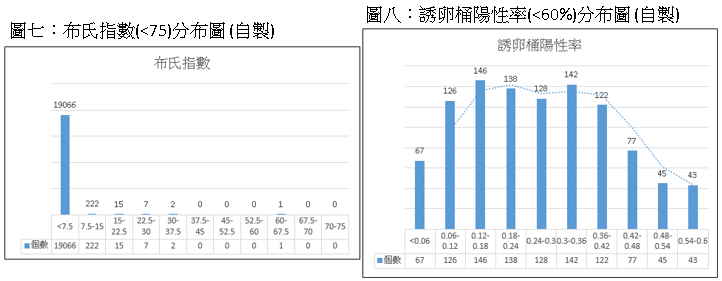 圖七：布氏指數(<75)分布圖 (自製)
布氏指數
19066
222 15 7 2 0 0 0 1 0 0
<7.5 7.5-15 15-22.5 22.5-30 30-37.5 37.5-45 45-52.5 52.5-60 60-67.5 67.5-70 70-75
個數 19066 222 15 7 2 0 0 0 1 0 0
圖八：誘卵桶陽性率(<60%)分布圖 (自製)
誘卵桶陽性率
67 126 146 138 128 142 122 77 45 43
<0.06 0.06-0.12 0.12-0.18 0.18-0.24 0.24-0.3 0.3-0.36 0.36-0.42 0.42-0.48 0.48-0.54 0.54-0.6
個數 67 126 146 138 128 142 122 77 45 43